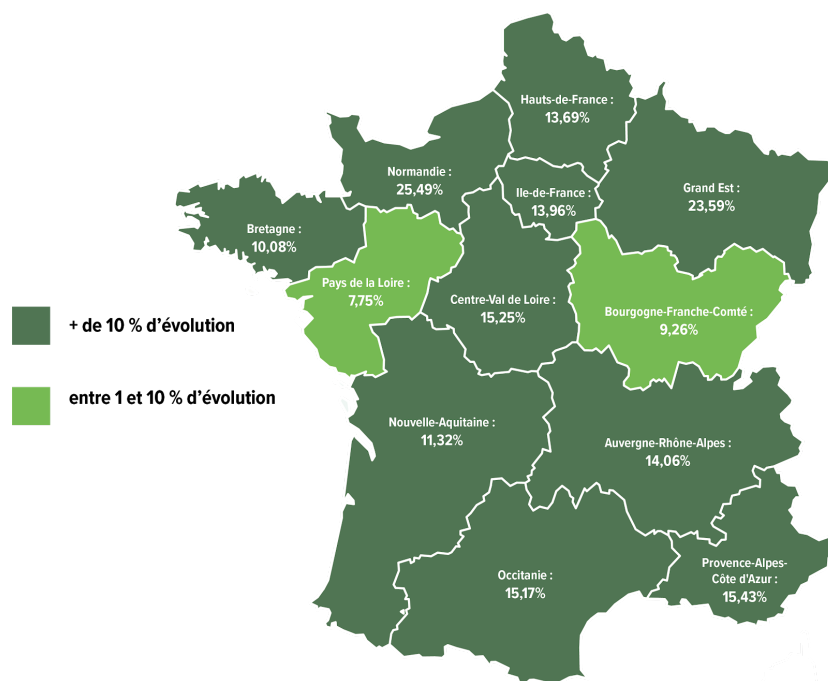 Hauts-de-France :
13,69%
Normandie :
25,49%
Ile-de-France :
13,96%
Grand Est :
23,59%
Bretagne :
10,08%
Pays de la Loire :
7,75%
Centre-Val de Loire :
15,25%
Bourgogne-Franche-Comté :
9,26%
+ de 10 % d'évolution
entre 1 et 10 % d'évolution
Nouvelle-Aquitaine :
11,32%
Auvergne-Rhône-Alpes :
14,06%
Occitanie :
15,17%
Provence-Alpes-
Côte d'Azur :
15,43%